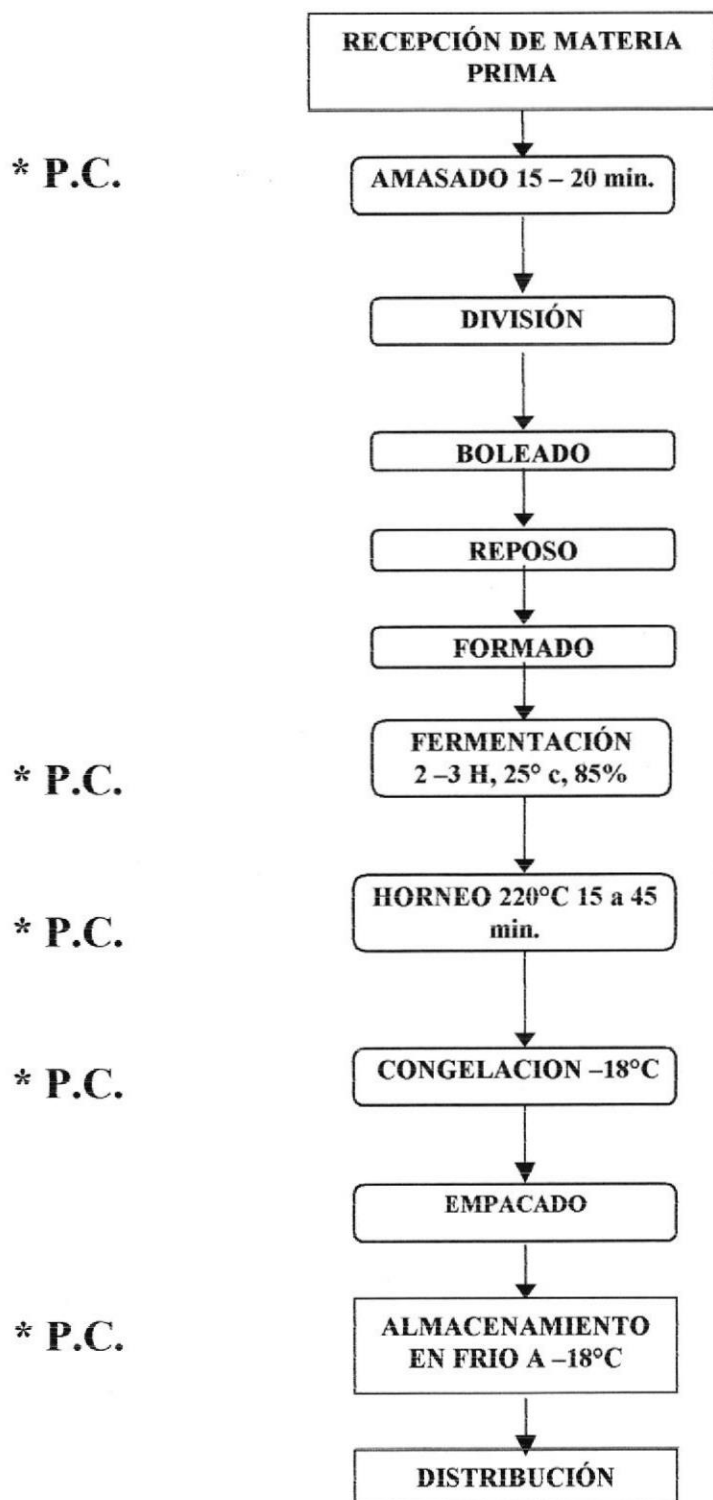 RECEPCIÓN DE MATERIA
PRIMA
* P.C.
AMASADO 15 – 20 min.
DIVISIÓN
BOLEADO
REPOSO
FORMADO
FERMENTACIÓN
* P.C.
2 –3 H, 25° c, 85%
HORNEO 220°C 15 a 45
* P.C.
min.
CONGELACION –18°C
* P.C.
EMPACADO
ALMACENAMIENTO
* P.C.
EN FRIO A –18°C
DISTRIBUCIÓN